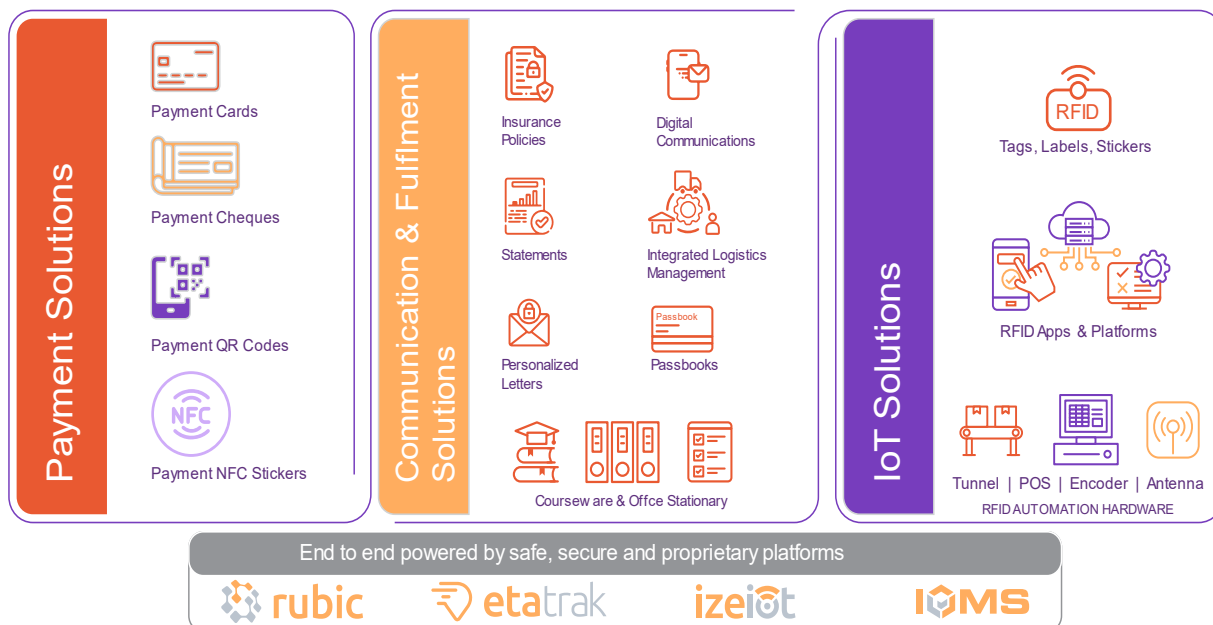 Payment Solutions
Payment Cards
Payment Cheques
Payment QR Codes
NFC
Payment NFC Stickers
Communication & Fulflment
Solutions
Insurance
Policies
Digital
Communications
Statements
Integrated Logistics
Management
Personalized
Letters
Passbook
Passbooks
Coursew are & Offce Stationary
IoT Solutions
RFID
Tags, Labels, Stickers
RFID Apps & Platforms
Tunnel | POS | Encoder | Antenna
RFID AUTOMATION HARDWARE
End to end powered by safe, secure and proprietary platforms
rubic
etatrak
izeiot
IOMS